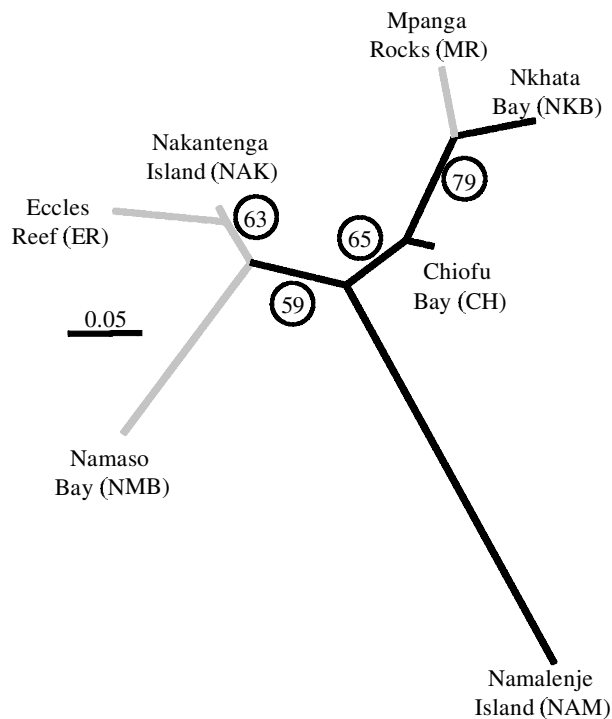 Mpanga
Rocks (MR)
Nkhata
Bay (NKB)
Nakantenga
Island (NAK)
79
Eccles
Reef (ER)
63
65
Chiofu
Bay (CH)
59
0.05
Namaso
Bay (NMB)
Namalenje
Island (NAM)